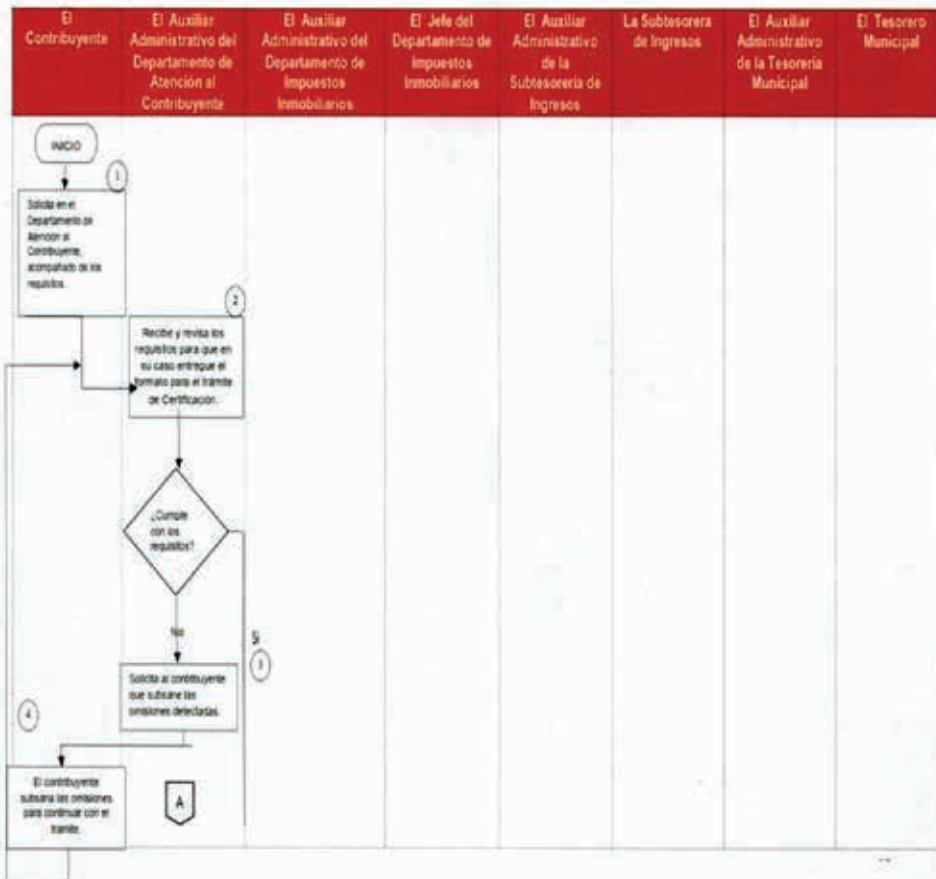 El
Contribuyente
El Auxiliar
Administrativo del
Departamento de
Atención al
Contribuyente
El Auxiliar
Administrativo del
Departamento de
Impuestos
Inmobiliarios
El Jefe del
Departamento de
Impuestos
Inmobiliarios
El Auxiliar
Administrativo
de la
Subtesorería de
Ingresos
La Subtesorera
de Ingresos
El Auxiliar
Administrativo
de la Tesorería
Municipal
El Tesorero
Municipal
INICIO
1
Solicita en el
Departamento de
Atención al
Contribuyente,
acompañado de los
requisitos.
2
Recibe y revisa los
requisitos para que en
su caso entregue el
formato para el trámite
de Certificación.
¿Cumple
con los
requisitos?
No
Si
3
Solicita al contribuyente
que subsane las
omisiones detectadas.
4
El contribuyente
subsana las omisiones
para continuar con el
tramite.
A